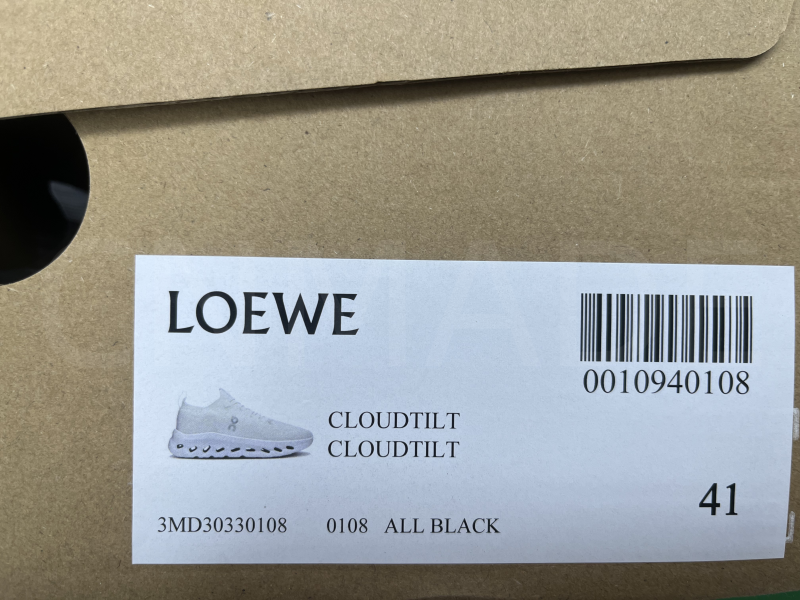 LOEWE
0010940108
CLOUDTILT
CLOUDTILT
41
3MD30330108 0108 ALL BLACK